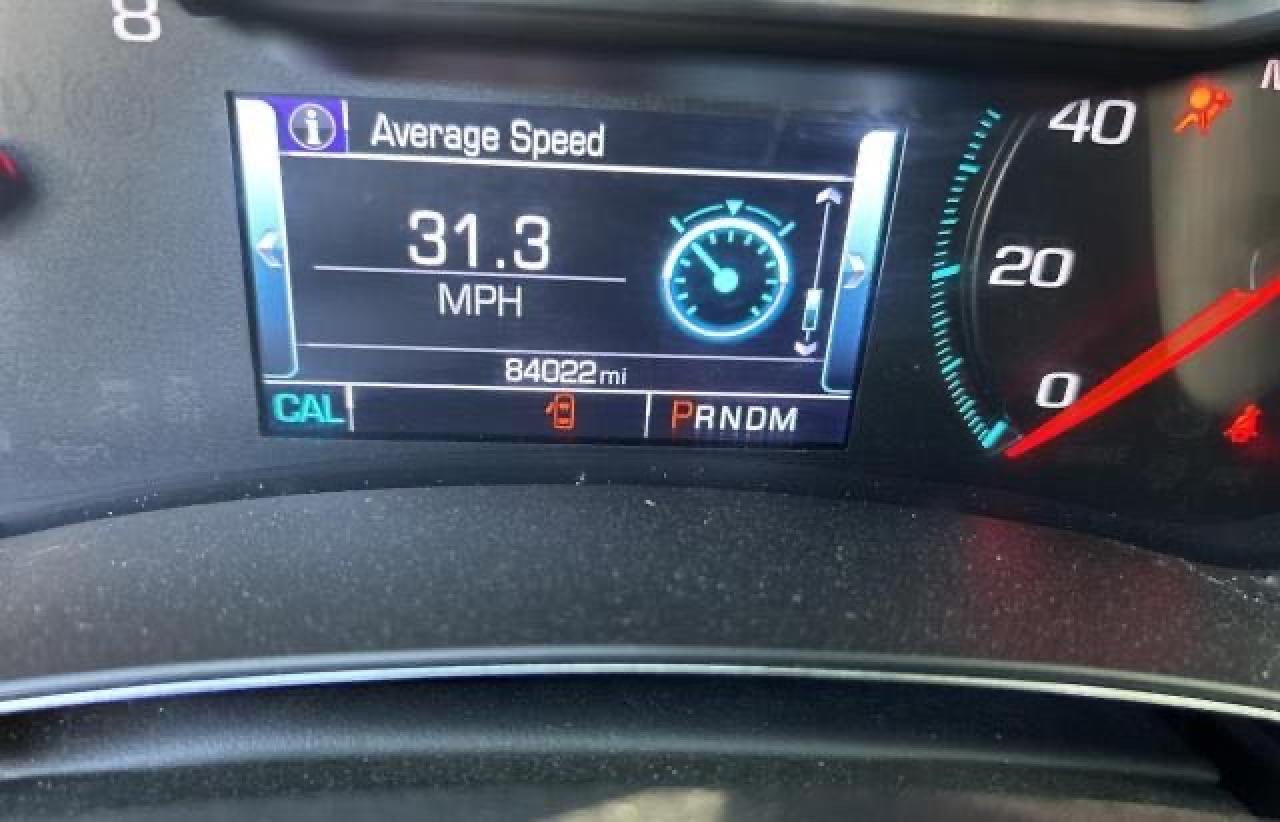 8
i Average Speed
31.3
MPH
84022 mi
CAL PRNDM
40
20
0